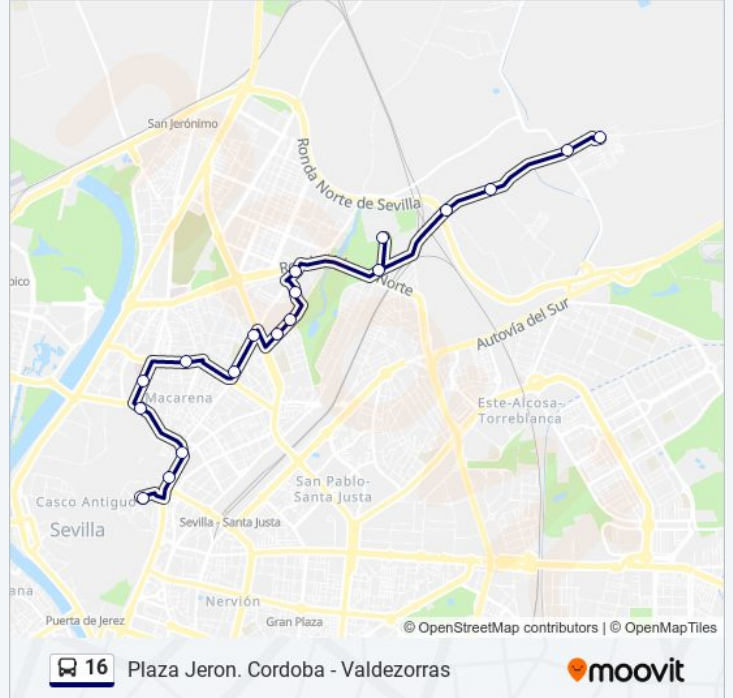 San Jerónimo
Ronda Norte de Sevilla
Norte
pico
Autovía del Sur
Macarena
Este-Alcosa-
Torreblanca
San Pablo-
Santa Justa
Casco Antiguo
Sevilla - Santa Justa
Sevilla
ana
Nervión
Puerta de Jerez
Gran Plaza
© OpenStreetMap contributors | © OpenMapTiles
16 Plaza Jeron. Cordoba - Valdezorras
moovit